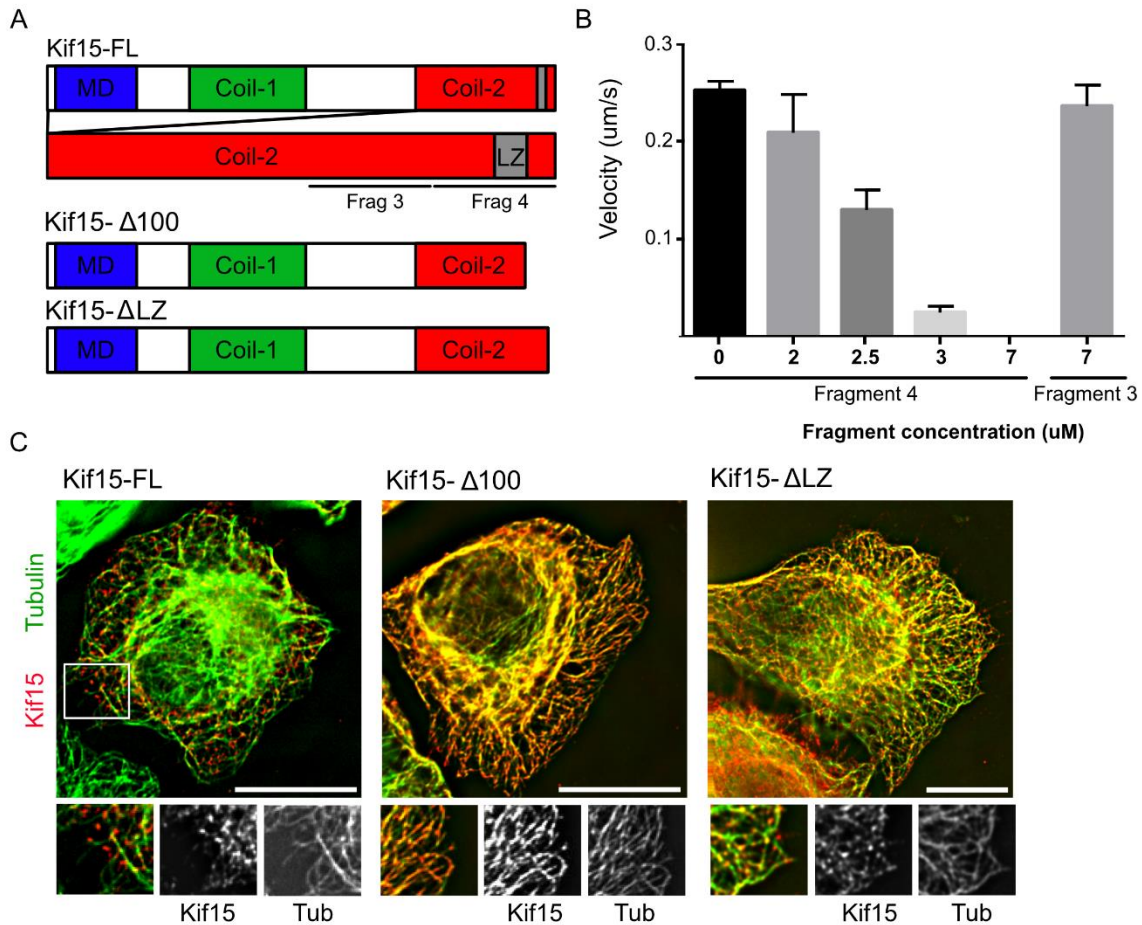 A
Kif15-FL
MD Coil-1 Coil-2
Coil-2 LZ
Frag 3 Frag 4
Kif15- Δ100
MD Coil-1 Coil-2
Kif15- ΔLZ
MD Coil-1 Coil-2
B
Velocity (um/s)
0.3
0.2
0.1
0 2 2.5 3 7 7
Fragment 4 Fragment 3
Fragment concentration (uM)
C
Kif15-FL Kif15- Δ100 Kif15- ΔLZ
Kif15 Tubulin
Kif15 Tub Kif15 Tub Kif15 Tub